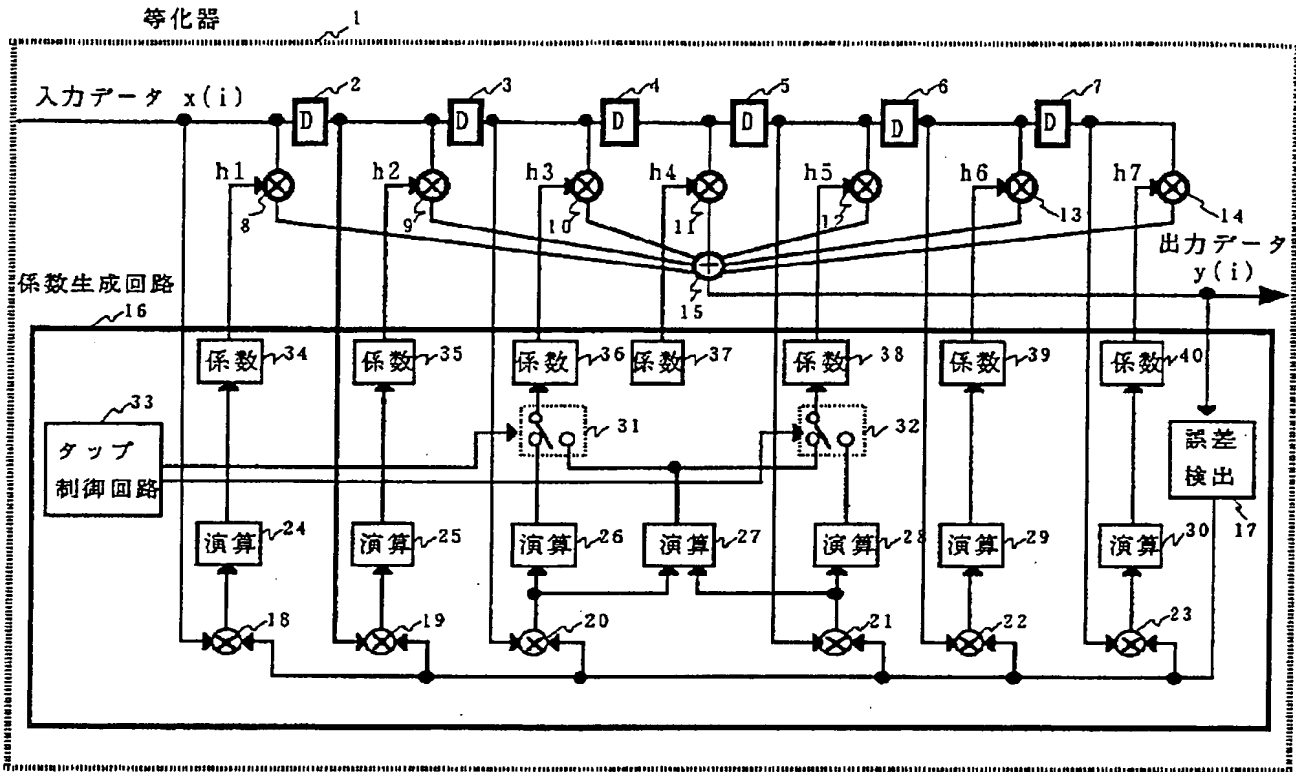 等化器
1
入力データ x(i)
2
3
4
5
6
7
D
D
D
D
D
D
h1
h2
h3
h4
h5
h6
h7
8
9
10
11
12
13
14
+
15
出力データ
y(i)
係数生成回路
16
係数
34
係数
35
係数
36
係数
37
係数
38
係数
39
係数
40
33
タップ
制御回路
31
32
誤差
検出
17
演算
24
演算
25
演算
26
演算
27
演算
28
演算
29
演算
30
18
19
20
21
22
23